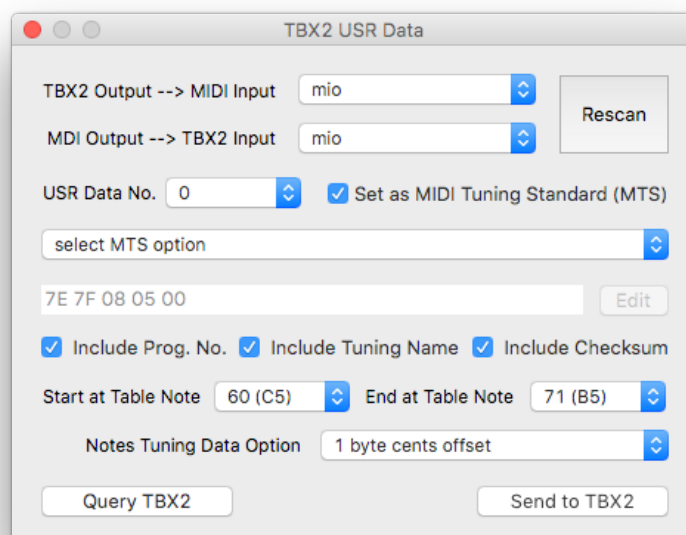 TBX2 USR Data
TBX2 Output --> MIDI Input mio
Rescan
MDI Output --> TBX2 Input mio
USR Data No. 0 Set as MIDI Tuning Standard (MTS)
select MTS option
7E 7F 08 05 00 Edit
Include Prog. No. Include Tuning Name Include Checksum
Start at Table Note 60 (C5) End at Table Note 71 (B5)
Notes Tuning Data Option 1 byte cents offset
Query TBX2 Send to TBX2